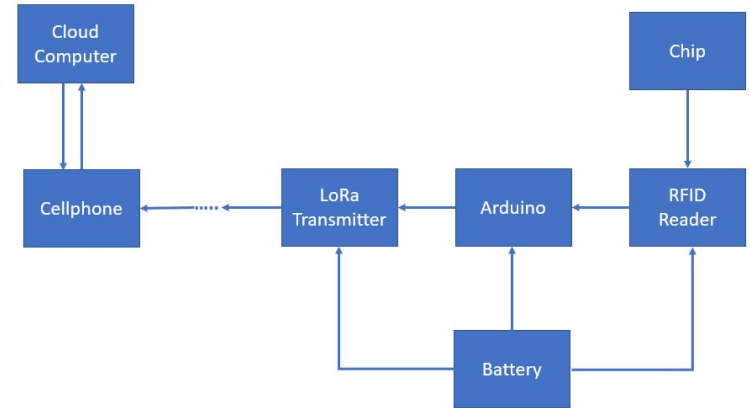 Cloud
Computer
Chip
Cellphone
LoRa
Transmitter
Arduino
RFID
Reader
Battery